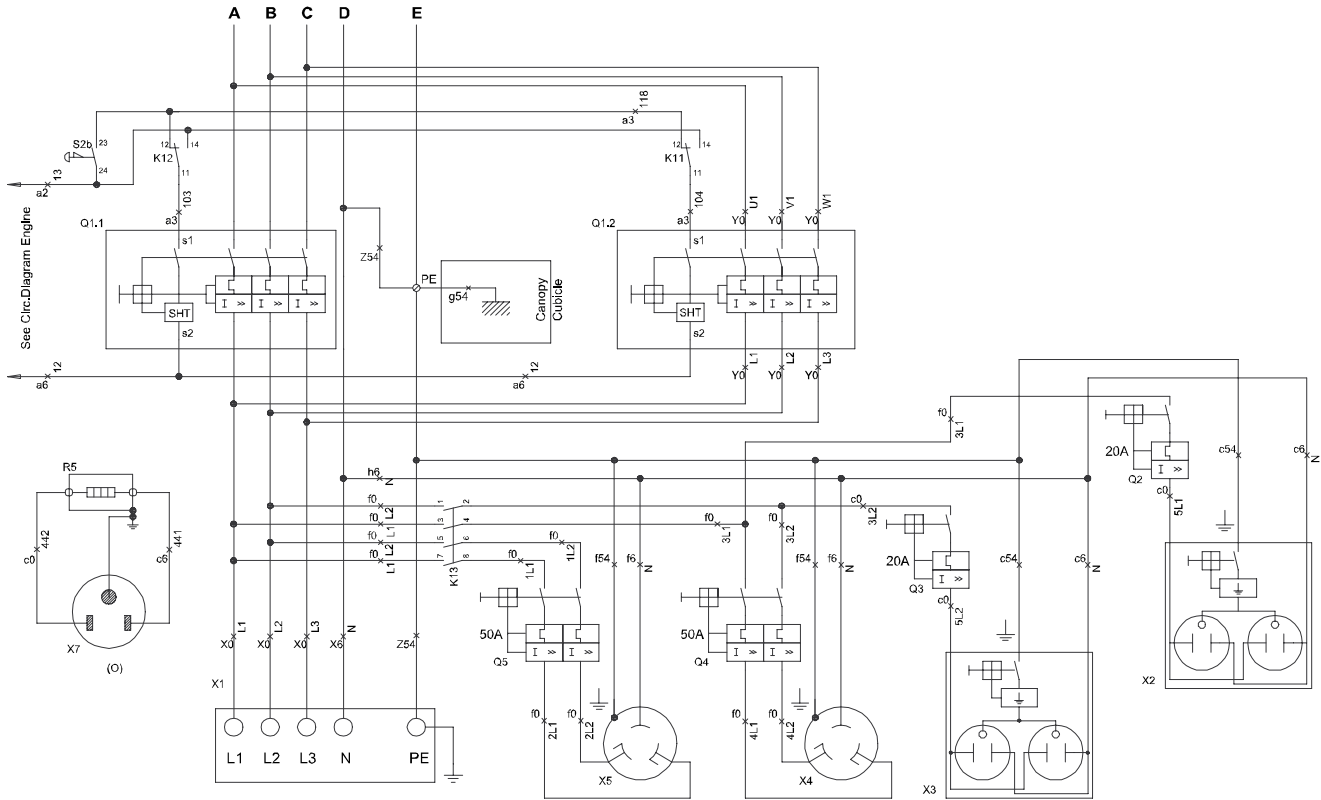 A B C D E
118
a3
S2b 23
24
12 14
K12
11
12 14
K11
11
13
a2
103
a3
104
a3
U1 V1 W1
Y0 Y0 Y0
Q1.1
Q1.2
s1
s1
Z54
PE
g54
Canopy
Cubicle
See Circ.Diagram Engine
I >> I >> I >>
SHT
s2
I >> I >> I >>
SHT
s2
L1 L2 L3
Y0 Y0 Y0
12
a6
12
a6
f0
3L1
20A
Q2
I >>
c0
5L1
c54
c6
N
R5
442
c0
441
c6
X7
(O)
h6
N
f0
L2
f0
L1
f0
L2
f0
L1
1 2
3 4
5 6
7 8
K13
f0
1L1
f0
1L2
f0
3L1
f0
3L2
c0
3L2
f54
f6
N
f54
f6
N
20A
Q3
I >>
c0
5L2
c54
c6
N
50A
Q5
I >> I >>
50A
Q4
I >> I >>
L1 L2 L3 N
X0 X0 X0 X6 Z54
X1
L1 L2 L3 N PE
f0
2L1
f0
2L2
X5
f0
4L1
f0
4L2
X4
X3
X2